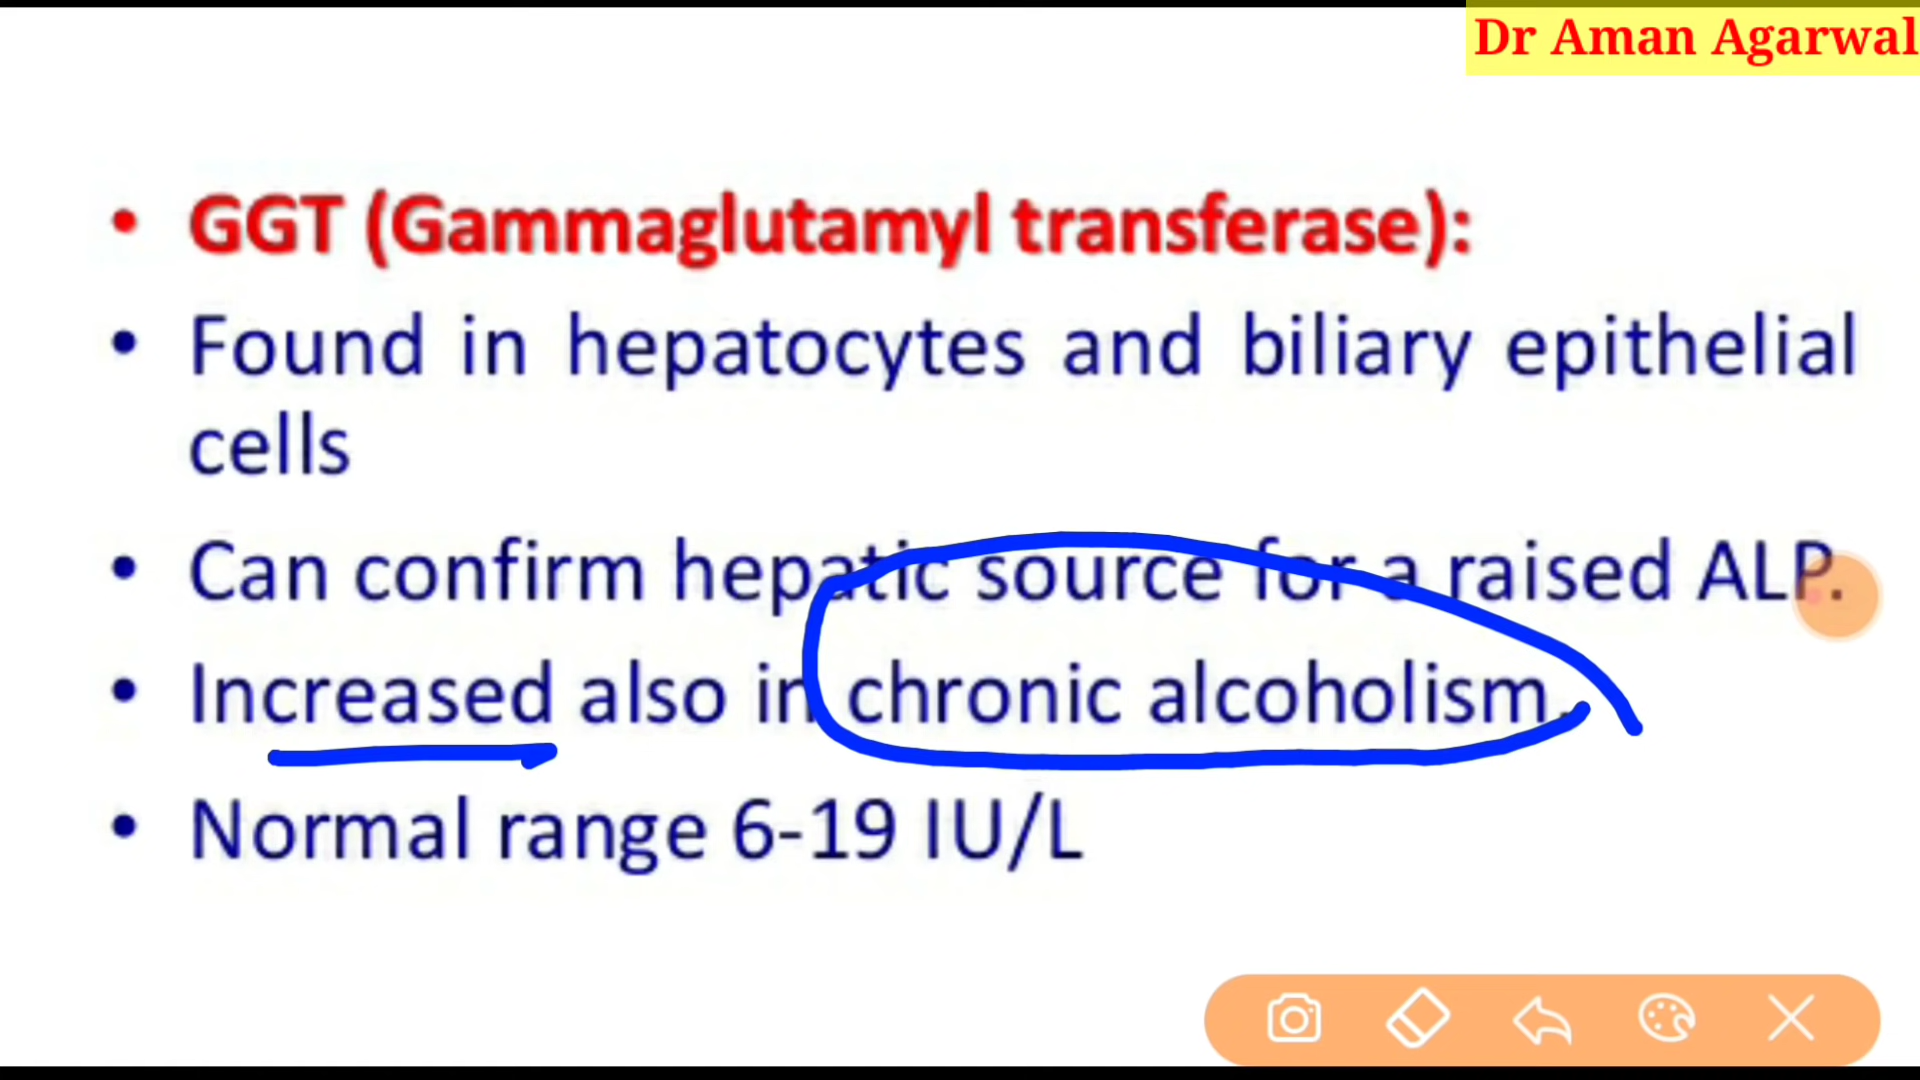 Dr Aman Agarwal
• GGT (Gammaglutamyl transferase):
• Found in hepatocytes and biliary epithelial
cells
• Can confirm hepatic source for a raised ALP.
• Increased also in chronic alcoholism.
• Normal range 6-19 IU/L